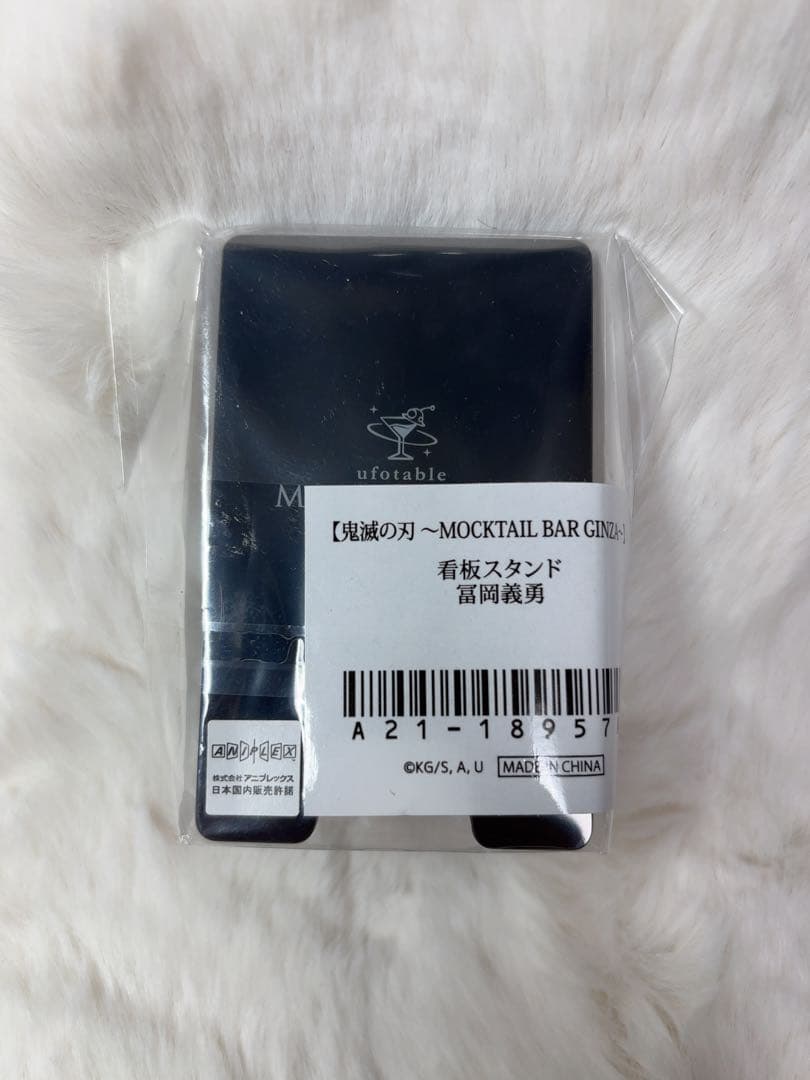 ufotable
M
【鬼滅の刃 〜MOCKTAIL BAR GINZA〜】
看板スタンド
冨岡義勇
A21-18957
©KG/S, A, U MADE IN CHINA
ANIPLEX
株式会社 アニプレックス
日本国内販売許諾